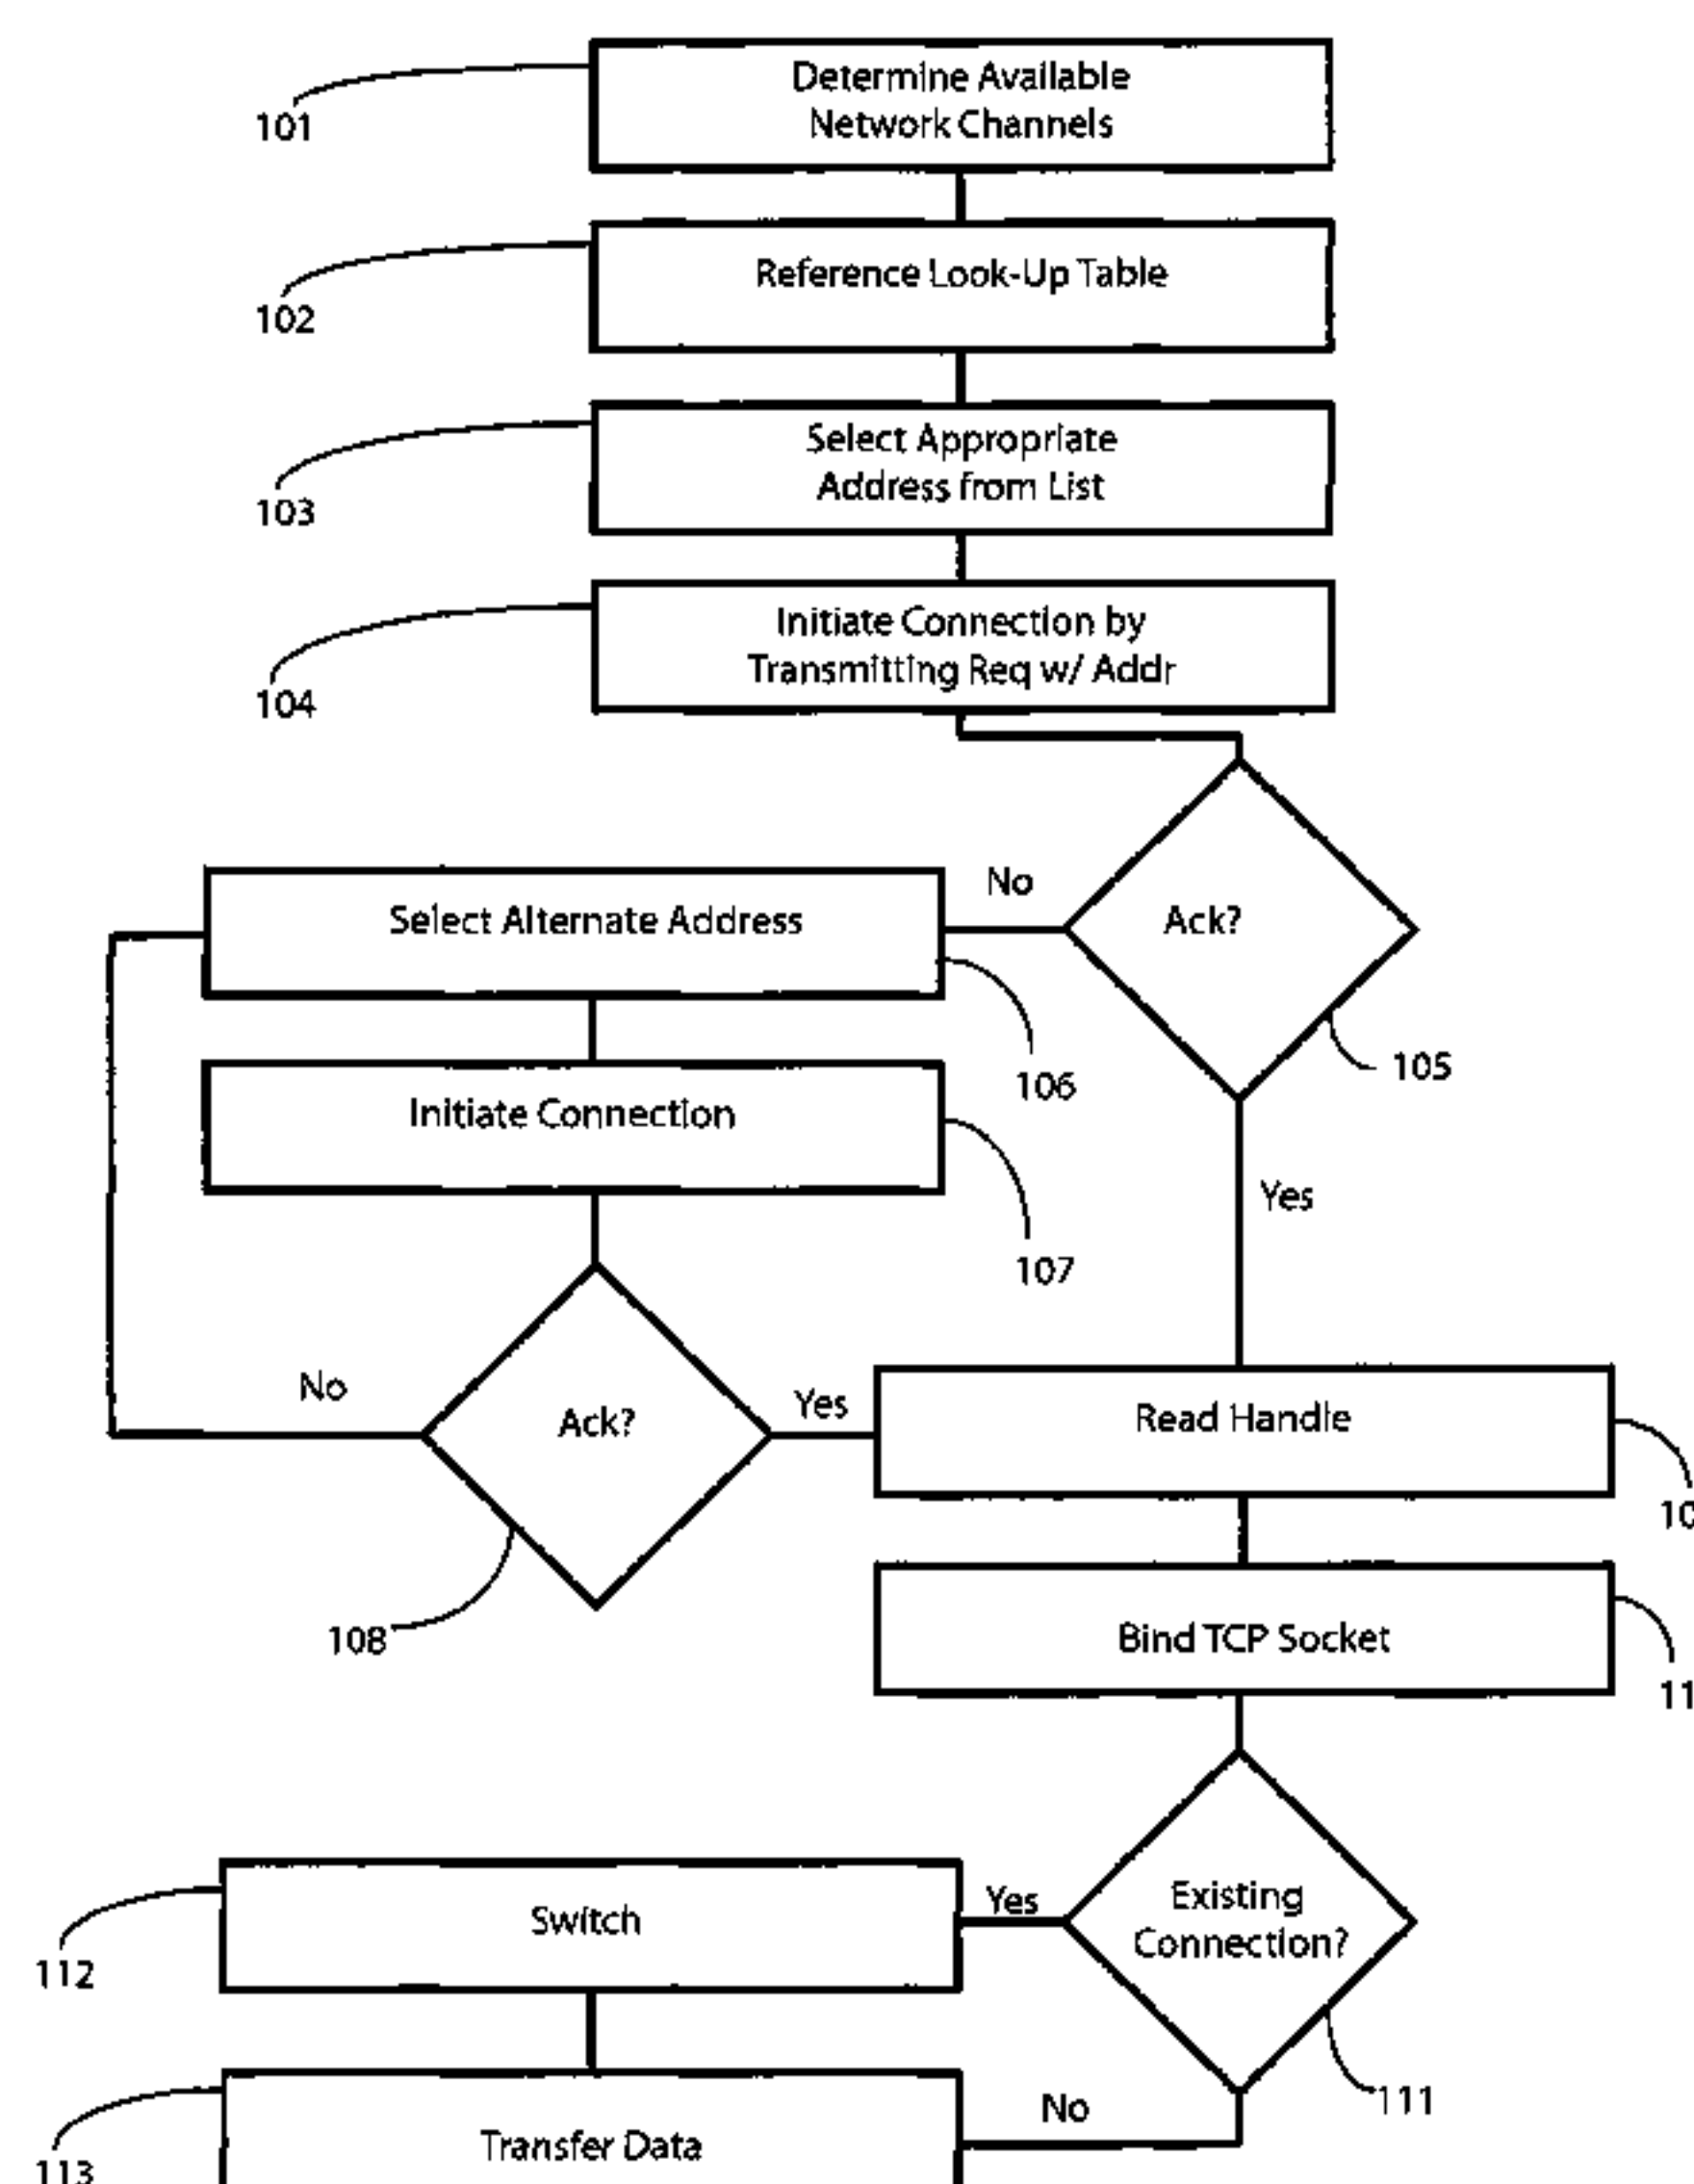 Determine Available
Network Channels
101
Reference Look-Up Table
102
Select Appropriate
Address from List
103
Initiate Connection by
Transmitting Req w/ Addr
104
No
Select Alternate Address
Ack?
106
105
Initiate Connection
Yes
107
No
Ack?
Yes
Read Handle
10
108
Bind TCP Socket
11
Switch
Yes
Existing
Connection?
112
111
No
Transfer Data
113